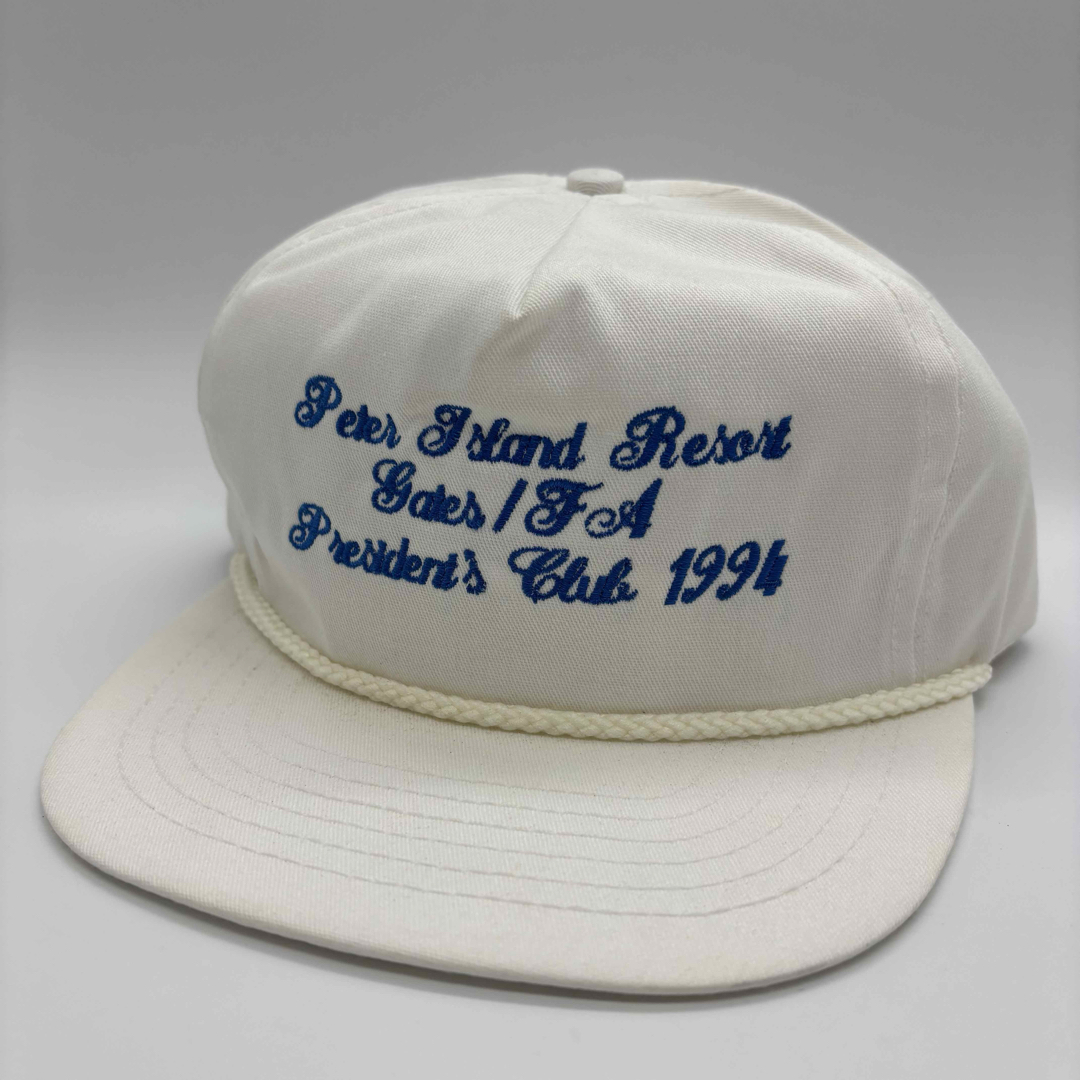 Peter Island Resort
Gates/FA
President's Club 1994